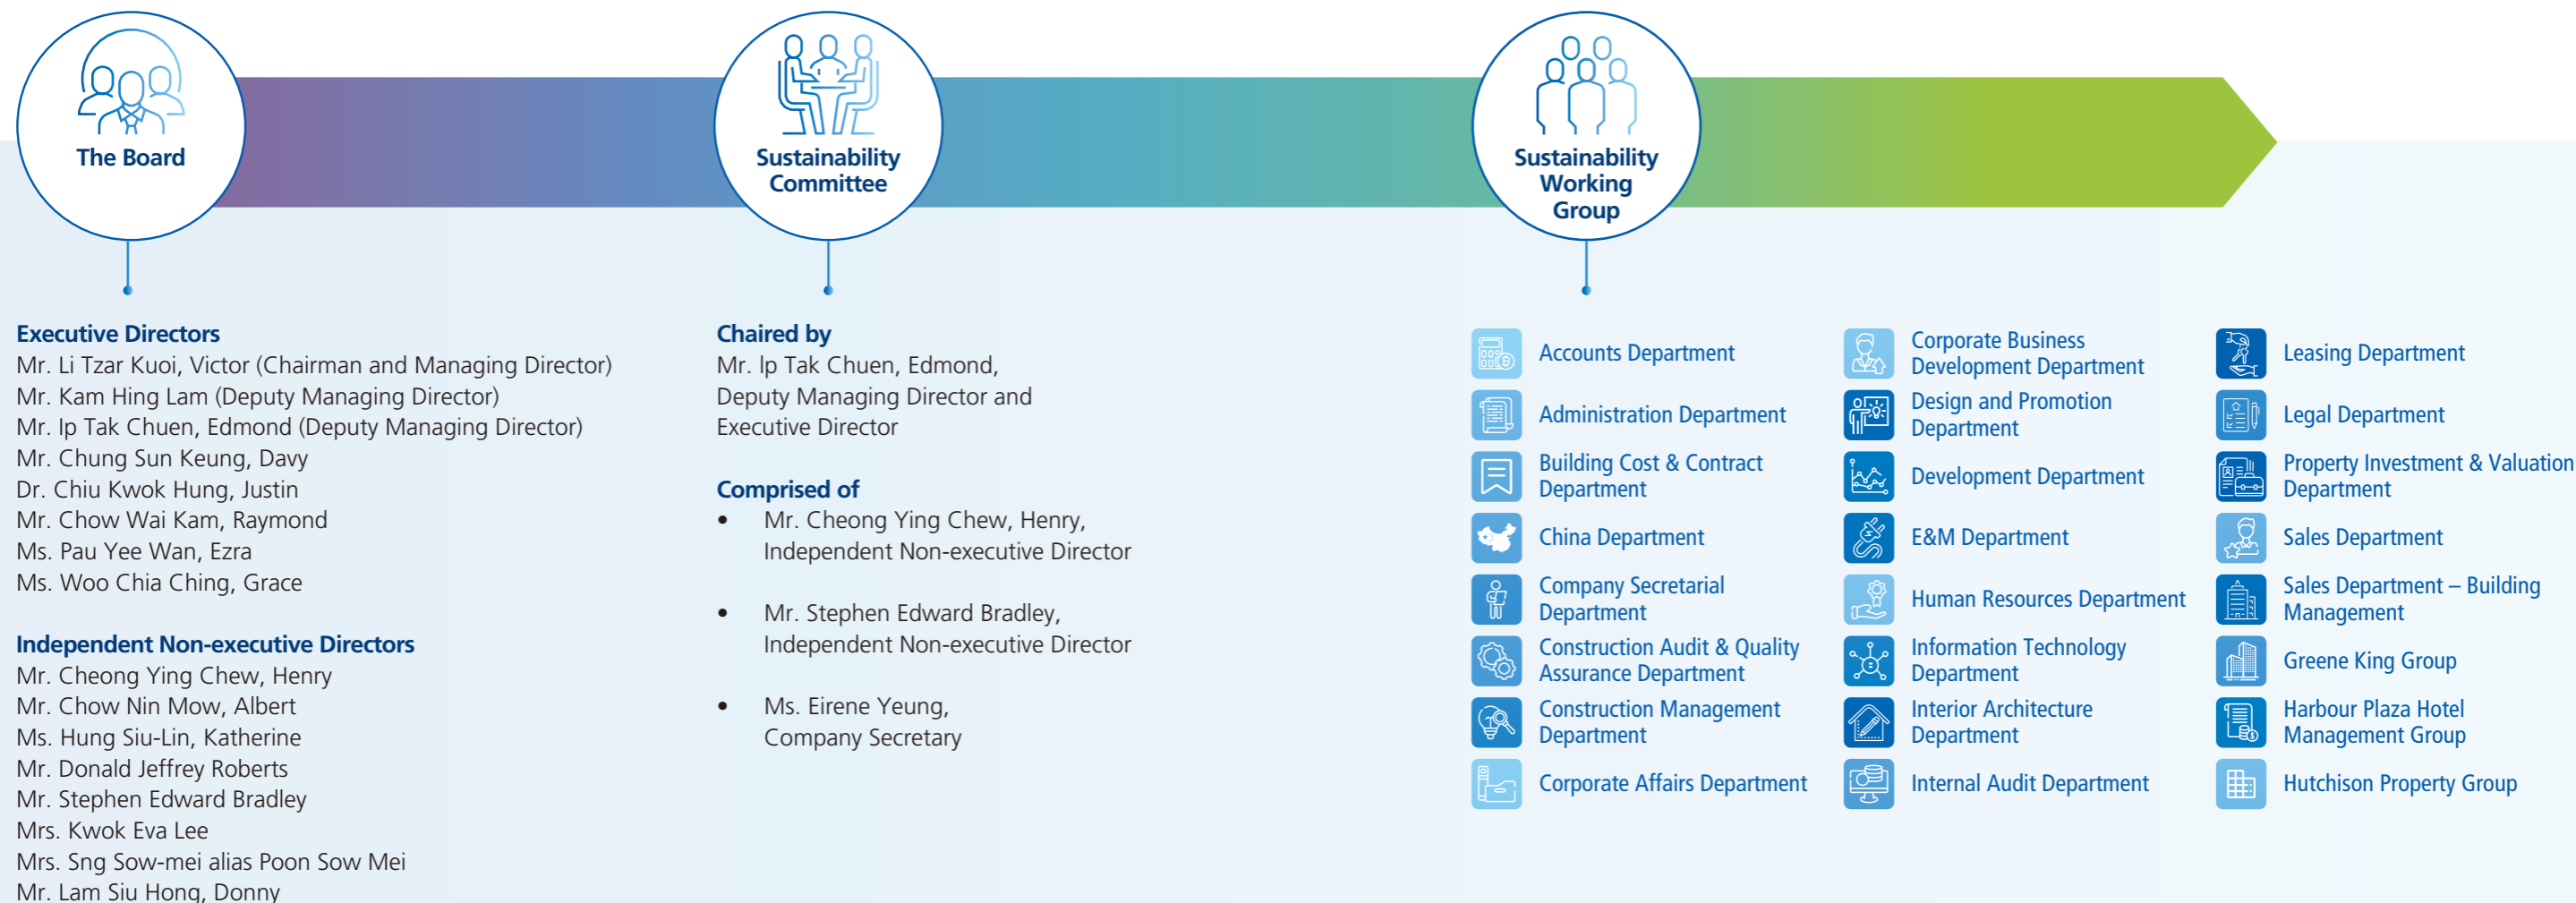 The Board
Sustainability
Committee
Sustainability
Working
Group
Executive Directors
Mr. Li Tzar Kuoi, Victor (Chairman and Managing Director)
Mr. Kam Hing Lam (Deputy Managing Director)
Mr. Ip Tak Chuen, Edmond (Deputy Managing Director)
Mr. Chung Sun Keung, Davy
Dr. Chiu Kwok Hung, Justin
Mr. Chow Wai Kam, Raymond
Ms. Pau Yee Wan, Ezra
Ms. Woo Chia Ching, Grace
Independent Non-executive Directors
Mr. Cheong Ying Chew, Henry
Mr. Chow Nin Mow, Albert
Ms. Hung Siu-Lin, Katherine
Mr. Donald Jeffrey Roberts
Mr. Stephen Edward Bradley
Mrs. Kwok Eva Lee
Mrs. Sng Sow-mei alias Poon Sow Mei
Mr. Lam Siu Hong, Donny
Chaired by
Mr. Ip Tak Chuen, Edmond,
Deputy Managing Director and
Executive Director
Comprised of
• Mr. Cheong Ying Chew, Henry,
Independent Non-executive Director
• Mr. Stephen Edward Bradley,
Independent Non-executive Director
• Ms. Eirene Yeung,
Company Secretary
Accounts Department
Administration Department
Building Cost & Contract
Department
China Department
Company Secretarial
Department
Construction Audit & Quality
Assurance Department
Construction Management
Department
Corporate Affairs Department
Corporate Business
Development Department
Design and Promotion
Department
Development Department
E&M Department
Human Resources Department
Information Technology
Department
Interior Architecture
Department
Internal Audit Department
Leasing Department
Legal Department
Property Investment & Valuation
Department
Sales Department
Sales Department – Building
Management
Greene King Group
Harbour Plaza Hotel
Management Group
Hutchison Property Group